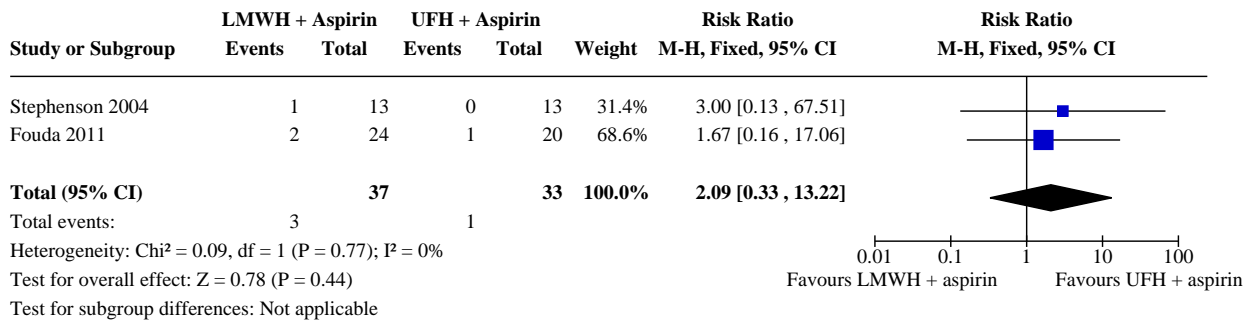 LMWH + Aspirin UFH + Aspirin Risk Ratio Risk Ratio
Study or Subgroup Events Total Events Total Weight M-H, Fixed, 95% CI M-H, Fixed, 95% CI
Stephenson 2004 1 13 0 13 31.4% 3.00 [0.13 , 67.51]
Fouda 2011 2 24 1 20 68.6% 1.67 [0.16 , 17.06]
Total (95% CI) 37 33 100.0% 2.09 [0.33 , 13.22]
Total events: 3 1
Heterogeneity: Chi² = 0.09, df = 1 (P = 0.77); I² = 0%
0.01 0.1 1 10 100
Test for overall effect: Z = 0.78 (P = 0.44)
Favours LMWH + aspirin Favours UFH + aspirin
Test for subgroup differences: Not applicable